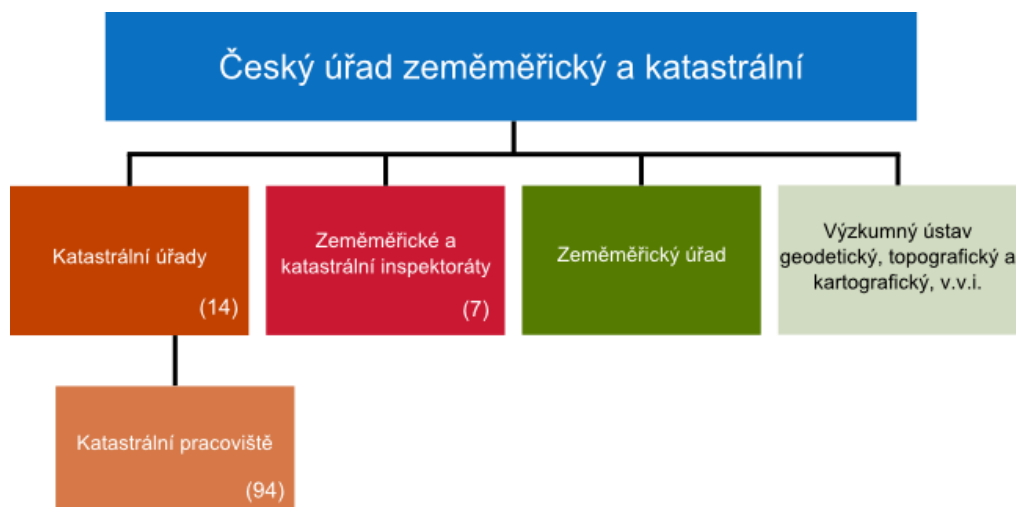 Český úřad zeměměřický a katastrální
Katastrální úřady
(14)
Zeměměřické a
katastrální inspektoráty
(7)
Zeměměřický úřad
Výzkumný ústav
geodetický, topografický a
kartografický, v.v.i.
Katastrální pracoviště
(94)